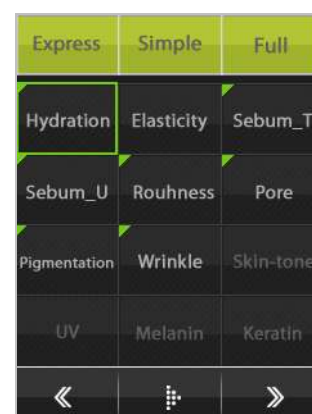 Express Simple Full
Hydration Elasticity Sebum_T
Sebum_U Rouhness Pore
Pigmentation Wrinkle Skin-tone
UV Melanin Keratin